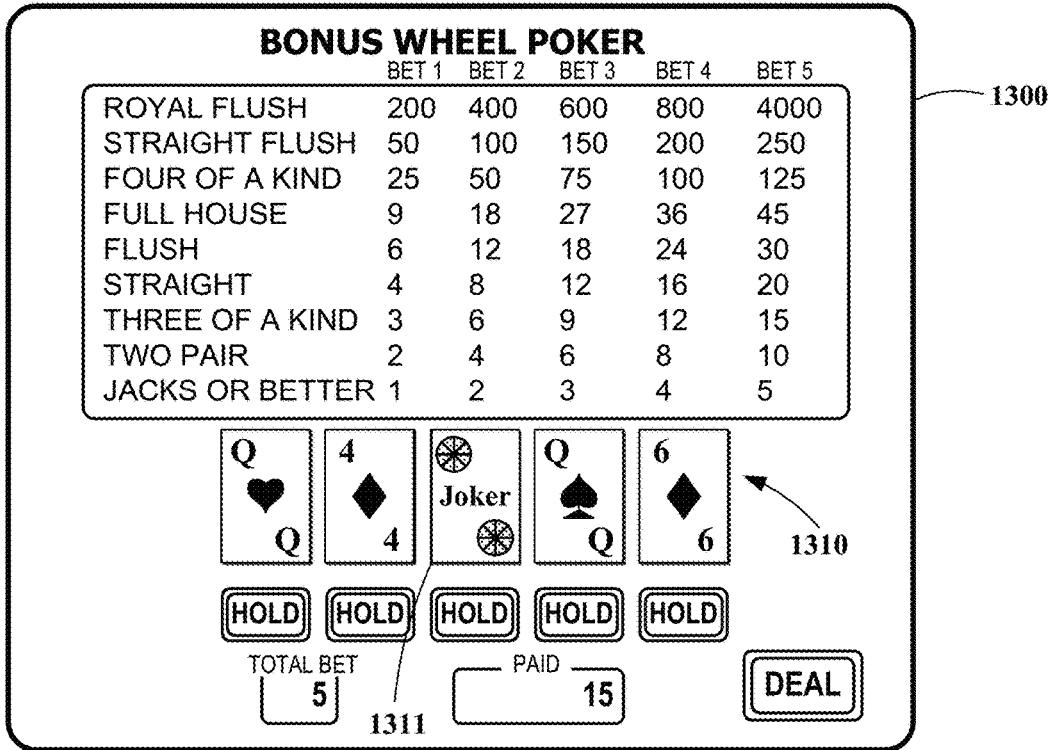 BONUS WHEEL POKER
BET 1 BET 2 BET 3 BET 4 BET 5
1300
ROYAL FLUSH 200 400 600 800 4000
STRAIGHT FLUSH 50 100 150 200 250
FOUR OF A KIND 25 50 75 100 125
FULL HOUSE 9 18 27 36 45
FLUSH 6 12 18 24 30
STRAIGHT 4 8 12 16 20
THREE OF A KIND 3 6 9 12 15
TWO PAIR 2 4 6 8 10
JACKS OR BETTER 1 2 3 4 5
Q 4 Q 6
Joker
Q 4 Q 6
1310
HOLD HOLD HOLD HOLD HOLD
TOTAL BET PAID
5 15 DEAL
1311